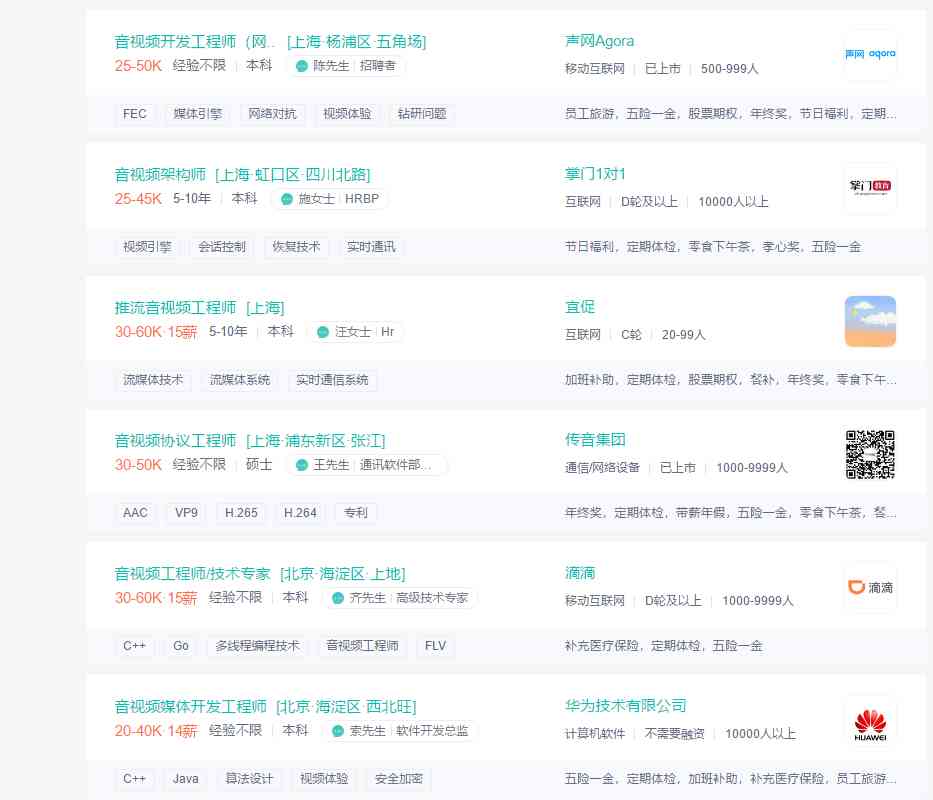 音视频开发工程师（网.. [上海·杨浦区·五角场]
25-50K 经验不限 本科 陈先生 招聘者
声网Agora
移动互联网 已上市 500-999人
声网 agora
FEC 媒体引擎 网络对抗 视频体验 钻研问题
员工旅游，五险一金，股票期权，年终奖，节日福利，定期...
音视频架构师 [上海·虹口区·四川北路]
25-45K 5-10年 本科 施女士 HRBP
掌门1对1
互联网 D轮及以上 10000人以上
掌门教育
视频引擎 会话控制 恢复技术 实时通讯
节日福利，定期体检，零食下午茶，孝心奖，五险一金
推流音视频工程师 [上海]
30-60K·15薪 5-10年 本科 汪女士 Hr
宜促
互联网 C轮 20-99人
流媒体技术 流媒体系统 实时通信系统
加班补助，定期体检，股票期权，餐补，年终奖，零食下午...
音视频协议工程师 [上海·浦东新区·张江]
30-50K 经验不限 硕士 王先生 通讯软件部...
传音集团
通信/网络设备 已上市 1000-9999人
AAC VP9 H.265 H.264 专利
年终奖，定期体检，带薪年假，五险一金，零食下午茶，餐...
音视频工程师/技术专家 [北京·海淀区·上地]
30-60K·15薪 经验不限 本科 齐先生 高级技术专家
滴滴
移动互联网 D轮及以上 1000-9999人
滴滴
C++ Go 多线程编程技术 音视频工程师 FLV
补充医疗保险，定期体检，五险一金
音视频媒体开发工程师 [北京·海淀区·西北旺]
20-40K·14薪 经验不限 本科 索先生 软件开发总监
华为技术有限公司
计算机软件 不需要融资 10000人以上
HUAWEI
C++ Java 算法设计 视频体验 安全加密
五险一金，定期体检，加班补助，补充医疗保险，员工旅游...